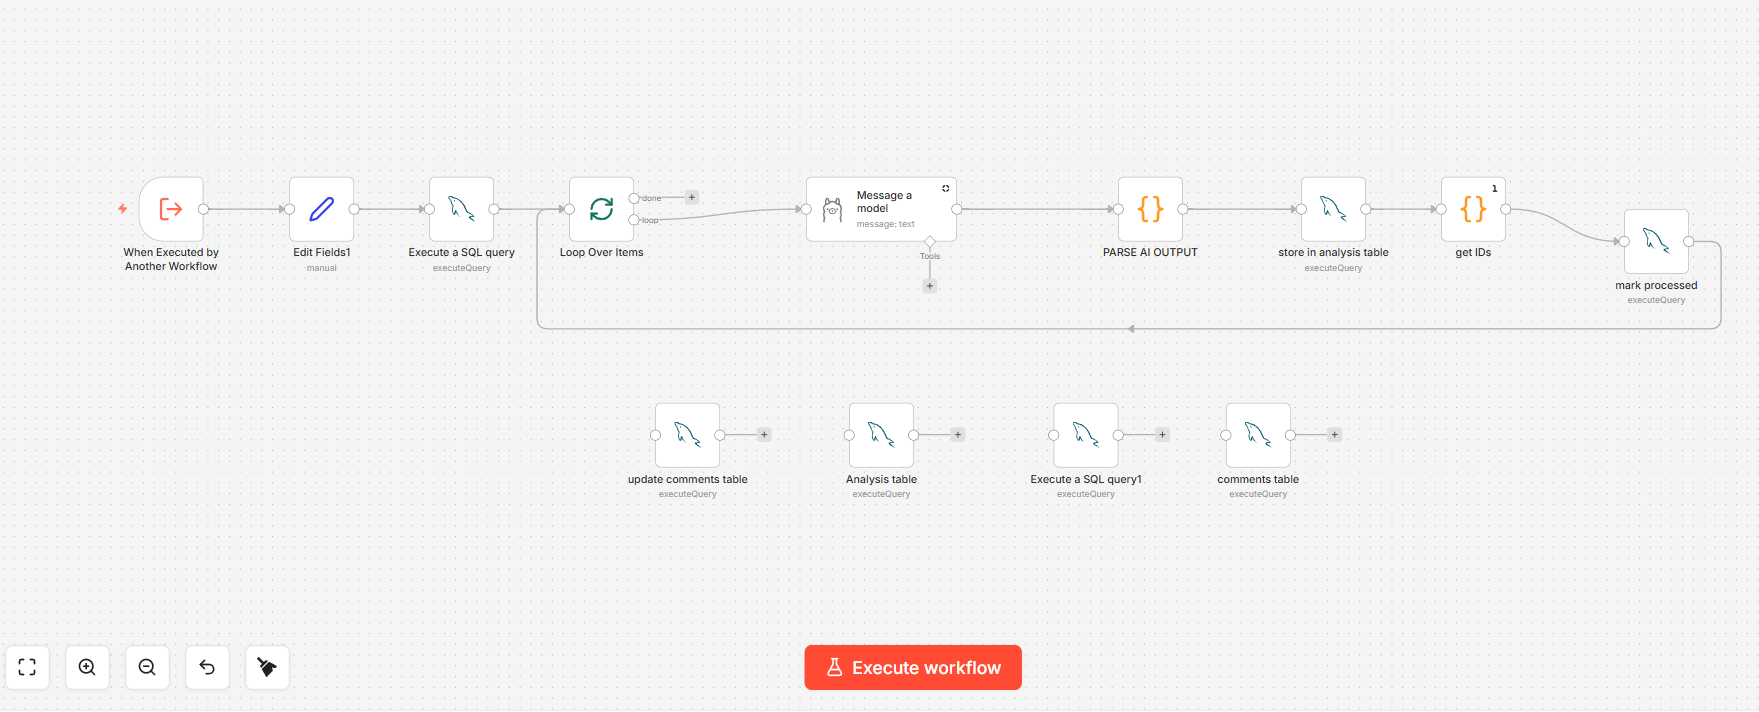 When Executed by
Another Workflow
Edit Fields1
manual
Execute a SQL query
executeQuery
Loop Over Items
done
loop
Message a
model
message: text
Tools
PARSE AI OUTPUT
store in analysis table
executeQuery
1
get IDs
mark processed
executeQuery
update comments table
executeQuery
Analysis table
executeQuery
Execute a SQL query1
executeQuery
comments table
executeQuery
Execute workflow